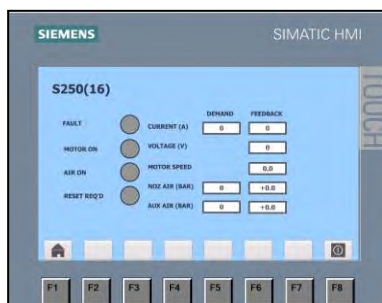 SIEMENS SIMATIC HMI
TOUCH
S250(16)
DEMAND FEEDBACK
FAULT CURRENT (A) 0 0
MOTOR ON VOLTAGE (V) 0
AIR ON MOTOR SPEED 0.0
RESET REQ'D NOZ AIR (BAR) 0 +0.0
AUX AIR (BAR) 0 +0.0
F1 F2 F3 F4 F5 F6 F7 F8